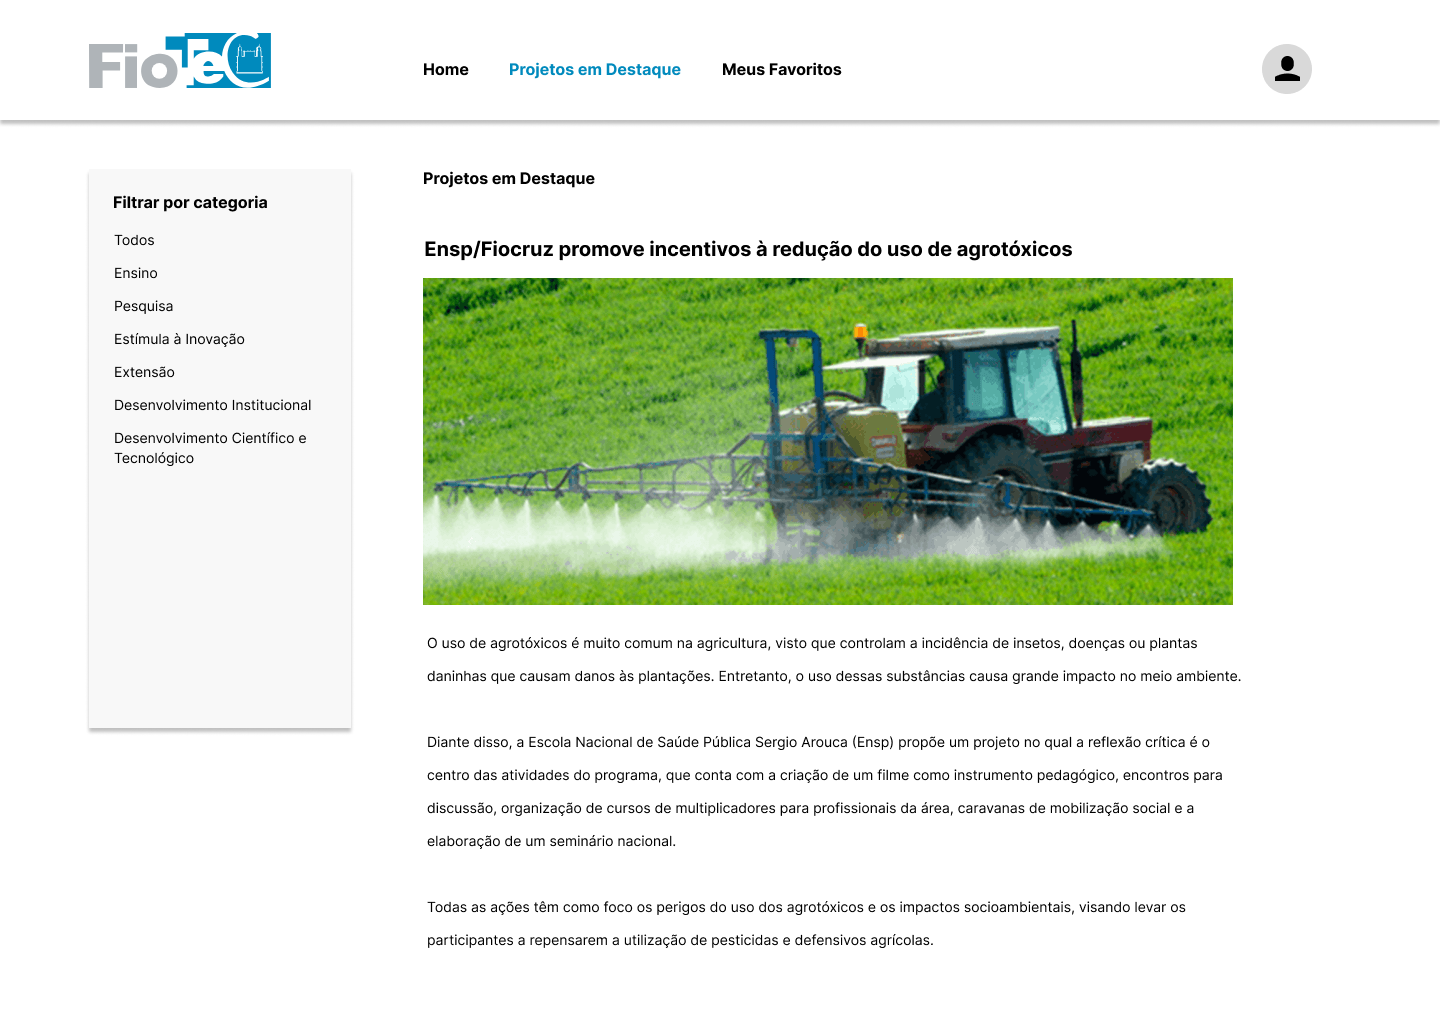 FioTeC
Home
Projetos em Destaque
Meus Favoritos
Filtrar por categoria
Todos
Ensino
Pesquisa
Estímula à Inovação
Extensão
Desenvolvimento Institucional
Desenvolvimento Científico e
Tecnológico
Projetos em Destaque
Ensp/Fiocruz promove incentivos à redução do uso de agrotóxicos
O uso de agrotóxicos é muito comum na agricultura, visto que controlam a incidência de insetos, doenças ou plantas
daninhas que causam danos às plantações. Entretanto, o uso dessas substâncias causa grande impacto no meio ambiente.
Diante disso, a Escola Nacional de Saúde Pública Sergio Arouca (Ensp) propõe um projeto no qual a reflexão crítica é o
centro das atividades do programa, que conta com a criação de um filme como instrumento pedagógico, encontros para
discussão, organização de cursos de multiplicadores para profissionais da área, caravanas de mobilização social e a
elaboração de um seminário nacional.
Todas as ações têm como foco os perigos do uso dos agrotóxicos e os impactos socioambientais, visando levar os
participantes a repensarem a utilização de pesticidas e defensivos agrícolas.